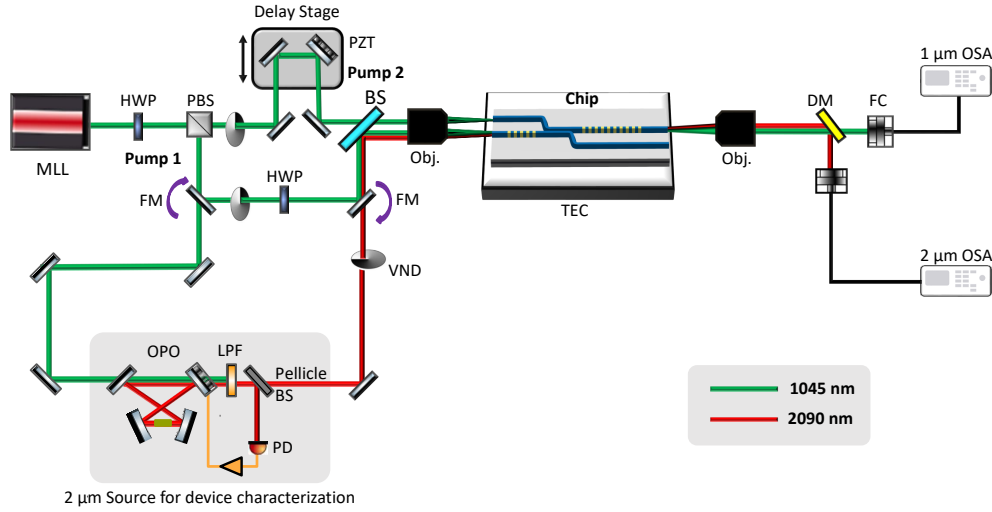 Delay Stage
PZT
Pump 2
BS
HWP
PBS
MLL
Pump 1
FM
HWP
FM
VND
Obj.
Chip
TEC
Obj.
DM
FC
1 μm OSA
2 μm OSA
OPO
LPF
Pellicle
BS
PD
2 μm Source for device characterization
1045 nm
2090 nm